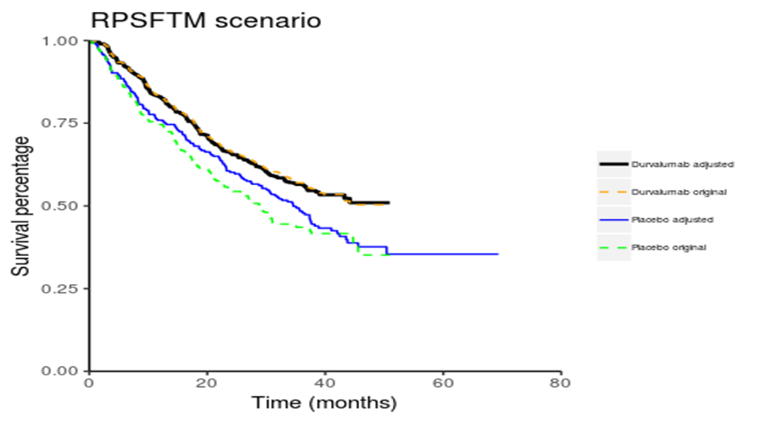 RPSFTM scenario
1.00
0.75
0.50
0.25
0.00
Survival percentage
0
20
40
60
80
Time (months)
Durvalumab adjusted
Durvalumab original
Placebo adjusted
Placebo original